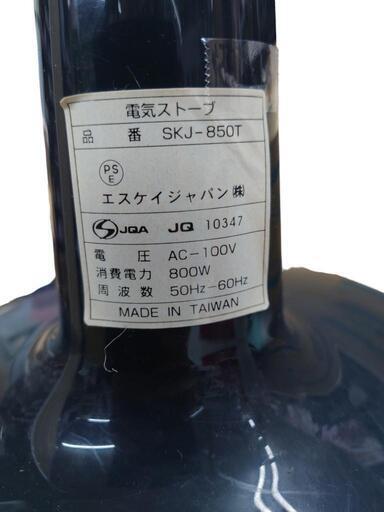 電気ストーブ
品 番 SKJ-850T
PS
E
エスケイジャパン㈱
JQA JQ 10347
電 圧 AC-100V
消費電力 800W
周波数 50Hz-60Hz
MADE IN TAIWAN